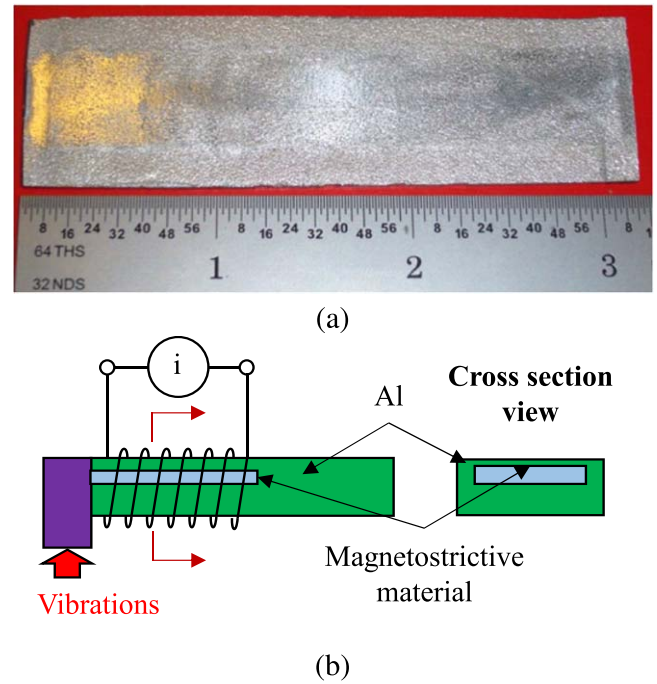 8 16 24 32 40 48 56 8 16 24 32 40 48 56 8 16 24 32 40 48 56 8
64 THS
1 2 3
32 NDS
(a)
i
Cross section
view
Al
Magnetostrictive
material
Vibrations
(b)